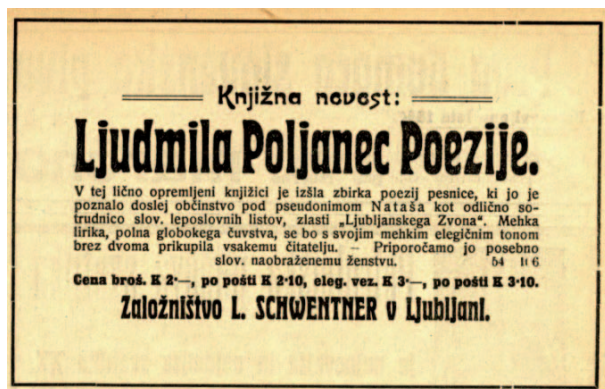 Knjižna novost:
Ljudmila Poljanec Poezije.
V tej lično opremljeni knjižici je izšla zbirka poezij pesnice, ki jo je
poznalo doslej občinstvo pod pseudonimom Nataša kot odlično so-
trudnico slov. leposlovnih listov, zlasti „Ljubljanskega Zvona“. Mehka
lirika, polna globokega čuvstva, se bo s svojim mehkim elegičnim tonom
brez dvoma prikupila vsakemu čitatelju. — Priporočamo jo posebno
slov. naobraženemu ženstvu. 54 6
Cena broš. K 2·—, po pošti K 2·10, eleg. vez. K 3·—, po pošti K 3·10.
Založništvo L. SCHWENTNER v Ljubljani.